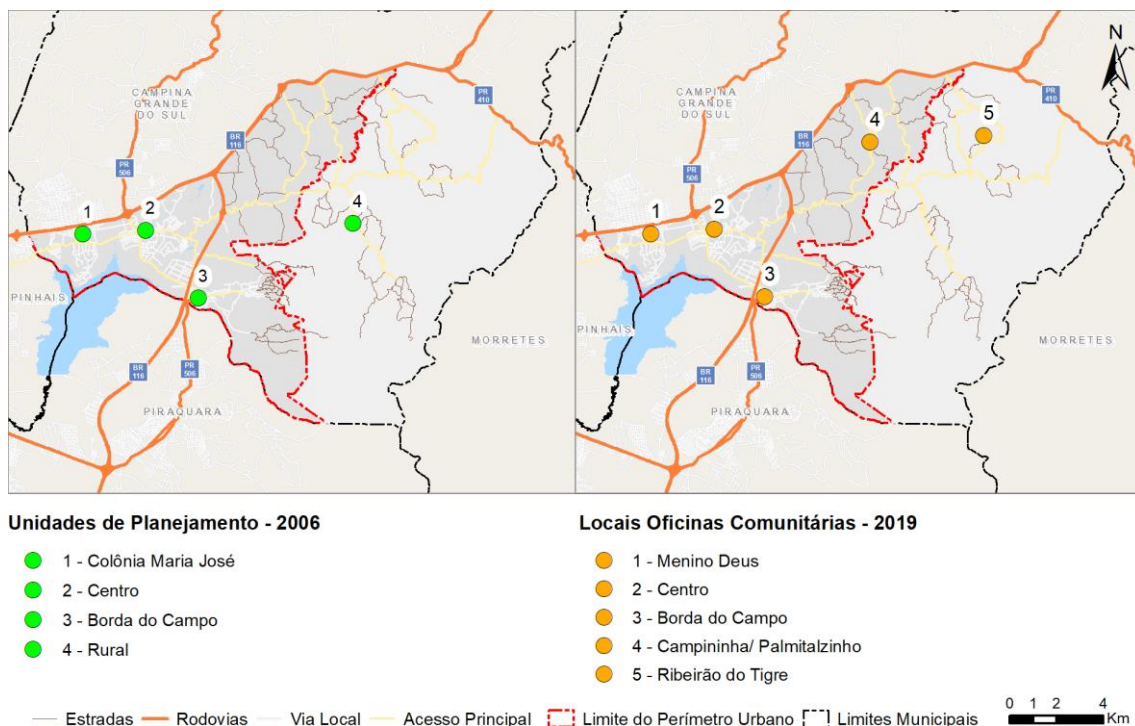 CAMPINA
GRANDE
DO SUL
PR
410
BR
116
PR
506
1
2
4
3
PINHAIS
MORRETES
BR
116
PR
506
PIRAQUARA
N
CAMPINA
GRANDE
DO SUL
PR
410
4
5
BR
116
PR
506
1
2
3
PINHAIS
MORRETES
BR
116
PR
506
PIRAQUARA
Unidades de Planejamento - 2006
1 - Colônia Maria José
2 - Centro
3 - Borda do Campo
4 - Rural
Locais Oficinas Comunitárias - 2019
1 - Menino Deus
2 - Centro
3 - Borda do Campo
4 - Campininha/ Palmitalzinho
5 - Ribeirão do Tigre
0 1 2 4
Km
Estradas Rodovias Via Local Acesso Principal Limite do Perímetro Urbano Limites Municipais